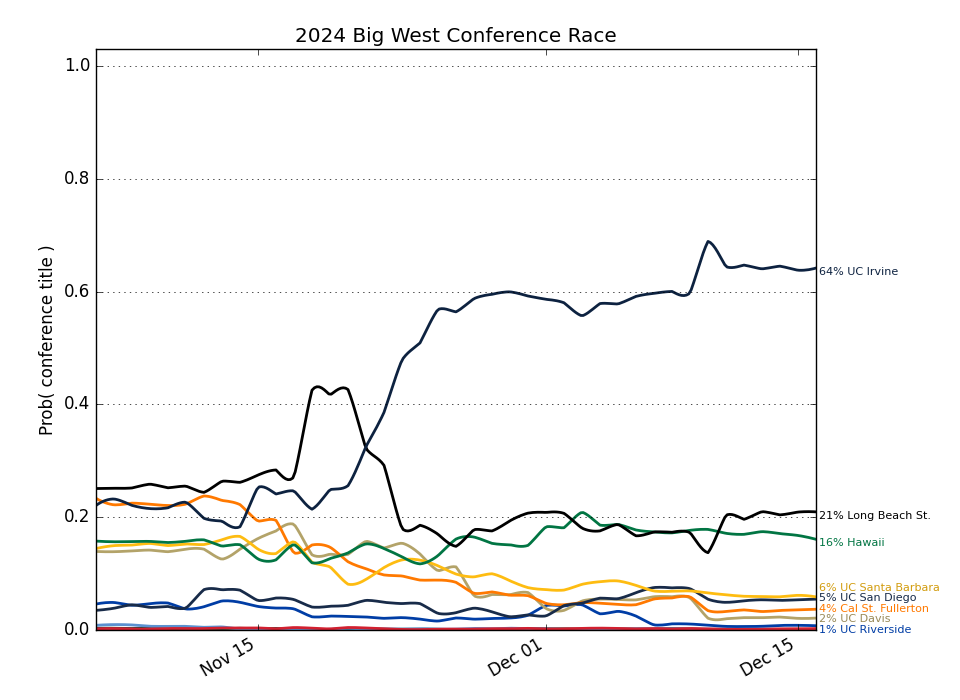 2024 Big West Conference Race
Prob( conference title )
1.0
0.8
0.6
0.4
0.2
0.0
64% UC Irvine
21% Long Beach St.
16% Hawaii
6% UC Santa Barbara
5% UC San Diego
4% Cal St. Fullerton
2% UC Davis
1% UC Riverside
Nov 15
Dec 01
Dec 15